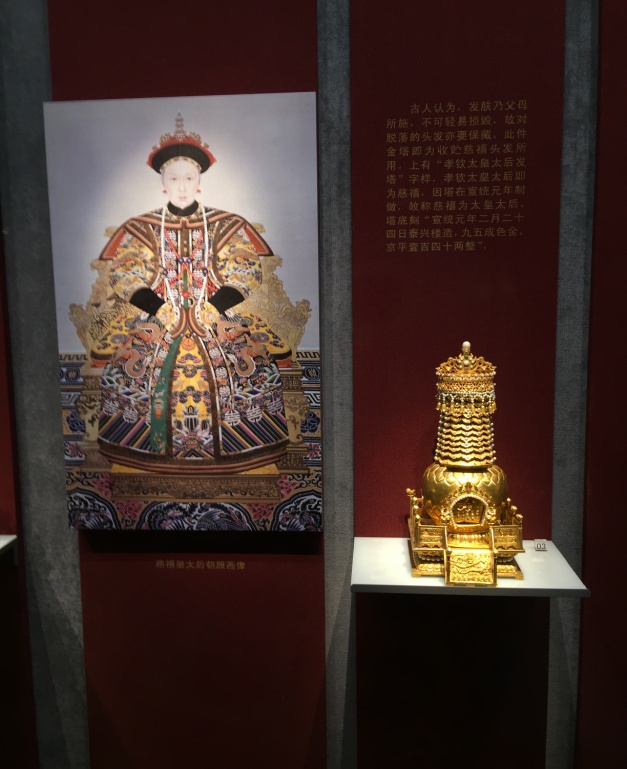 古人认为，发肤乃父母
所施，不可轻易损毁，故对
脱落的头发亦要保藏，此件
金塔即为收贮慈禧头发所
用，上有“孝钦太皇太后发
塔”字样，孝钦太皇太后即
为慈禧，因塔在宣统元年制
做，故称慈禧为太皇太后，
塔底刻“宣统元年二月二十
四日泰兴楼造，九五成色金，
京平壹百四十两整”。
慈禧皇太后朝服画像
03